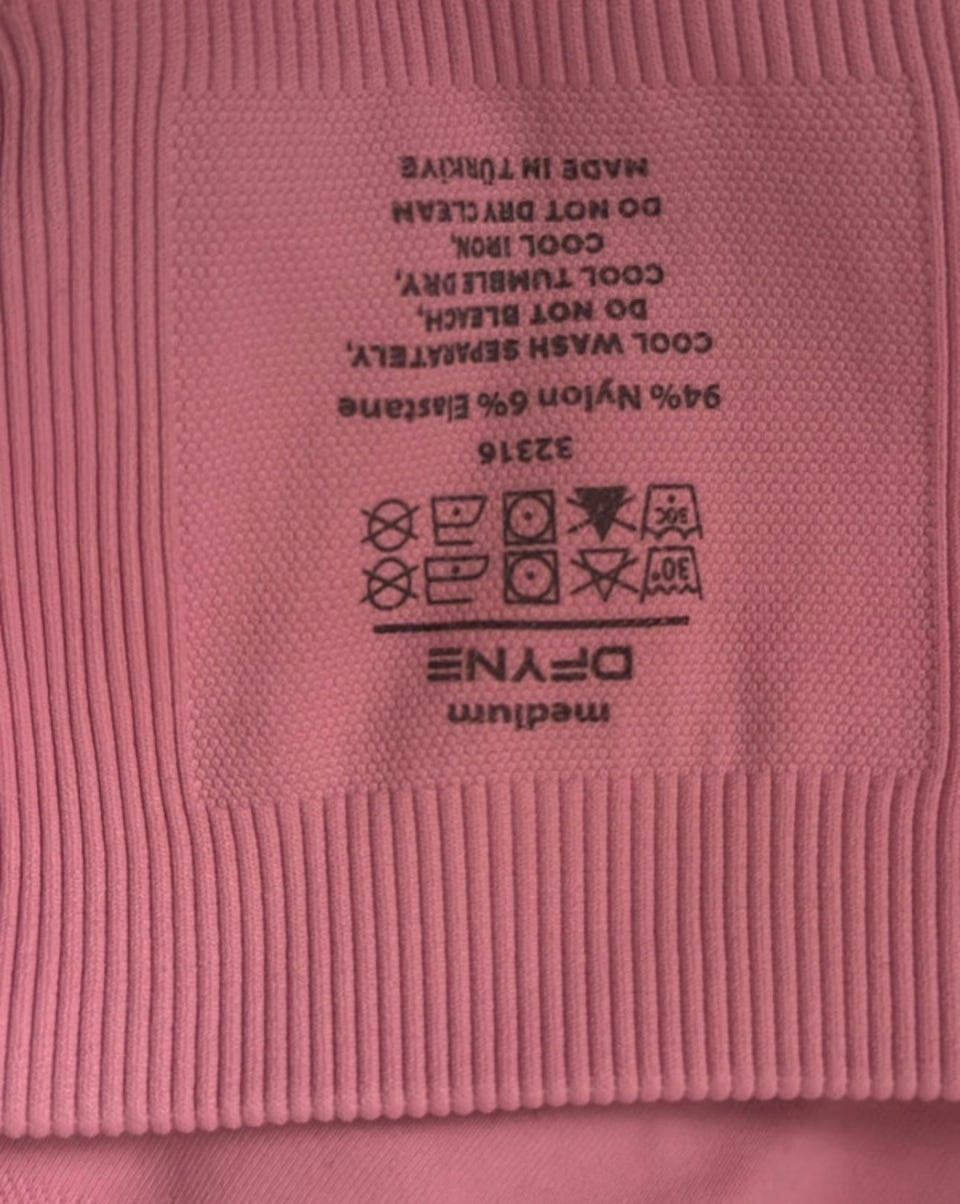 medium
DFYNE
30°
30C
32316
94% Nylon 6% Elastane
COOL WASH SEPARATELY,
DO NOT BLEACH,
COOL TUMBLE DRY,
COOL IRON,
DO NOT DRY CLEAN
MADE IN TÜRKİYE